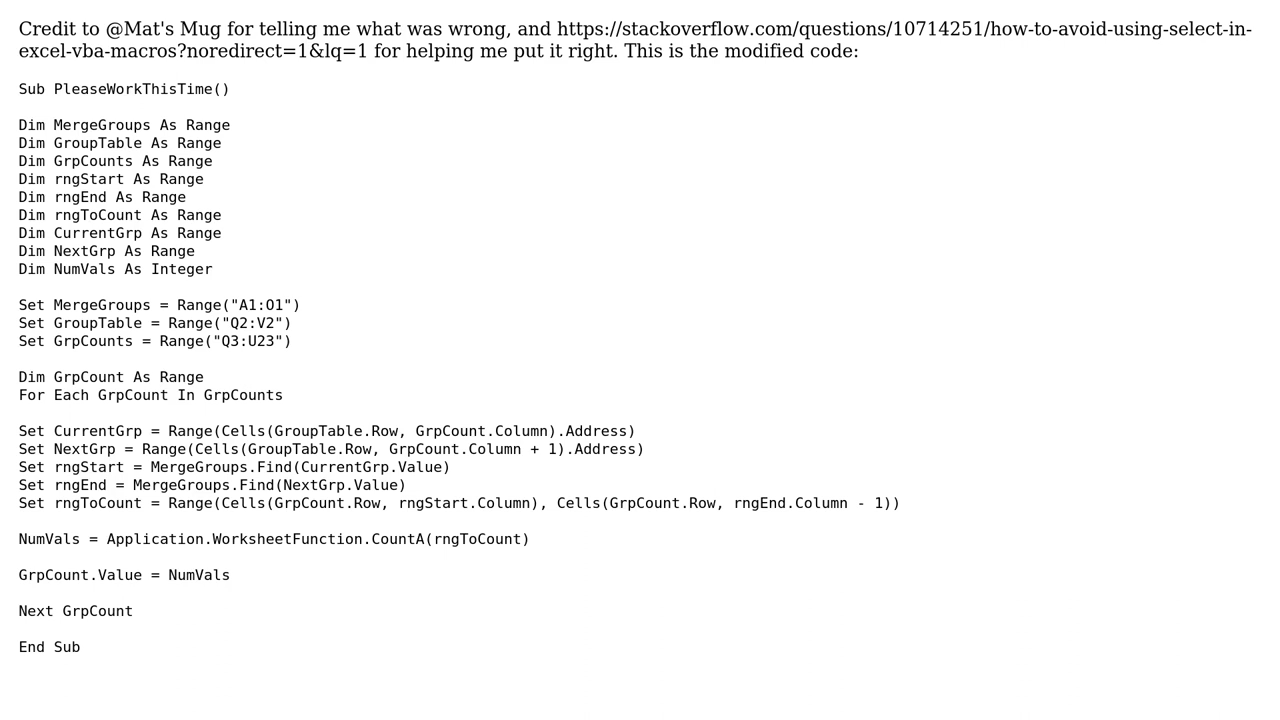 Credit to @Mat's Mug for telling me what was wrong, and https://stackoverflow.com/questions/10714251/how-to-avoid-using-select-in-
excel-vba-macros?noredirect=1&lq=1 for helping me put it right. This is the modified code:
Sub PleaseWorkThisTime()
Dim MergeGroups As Range
Dim GroupTable As Range
Dim GrpCounts As Range
Dim rngStart As Range
Dim rngEnd As Range
Dim rngToCount As Range
Dim CurrentGrp As Range
Dim NextGrp As Range
Dim NumVals As Integer
Set MergeGroups = Range("A1:O1")
Set GroupTable = Range("Q2:V2")
Set GrpCounts = Range("Q3:U23")
Dim GrpCount As Range
For Each GrpCount In GrpCounts
Set CurrentGrp = Range(Cells(GroupTable.Row, GrpCount.Column).Address)
Set NextGrp = Range(Cells(GroupTable.Row, GrpCount.Column + 1).Address)
Set rngStart = MergeGroups.Find(CurrentGrp.Value)
Set rngEnd = MergeGroups.Find(NextGrp.Value)
Set rngToCount = Range(Cells(GrpCount.Row, rngStart.Column), Cells(GrpCount.Row, rngEnd.Column - 1))
NumVals = Application.WorksheetFunction.CountA(rngToCount)
GrpCount.Value = NumVals
Next GrpCount
End Sub